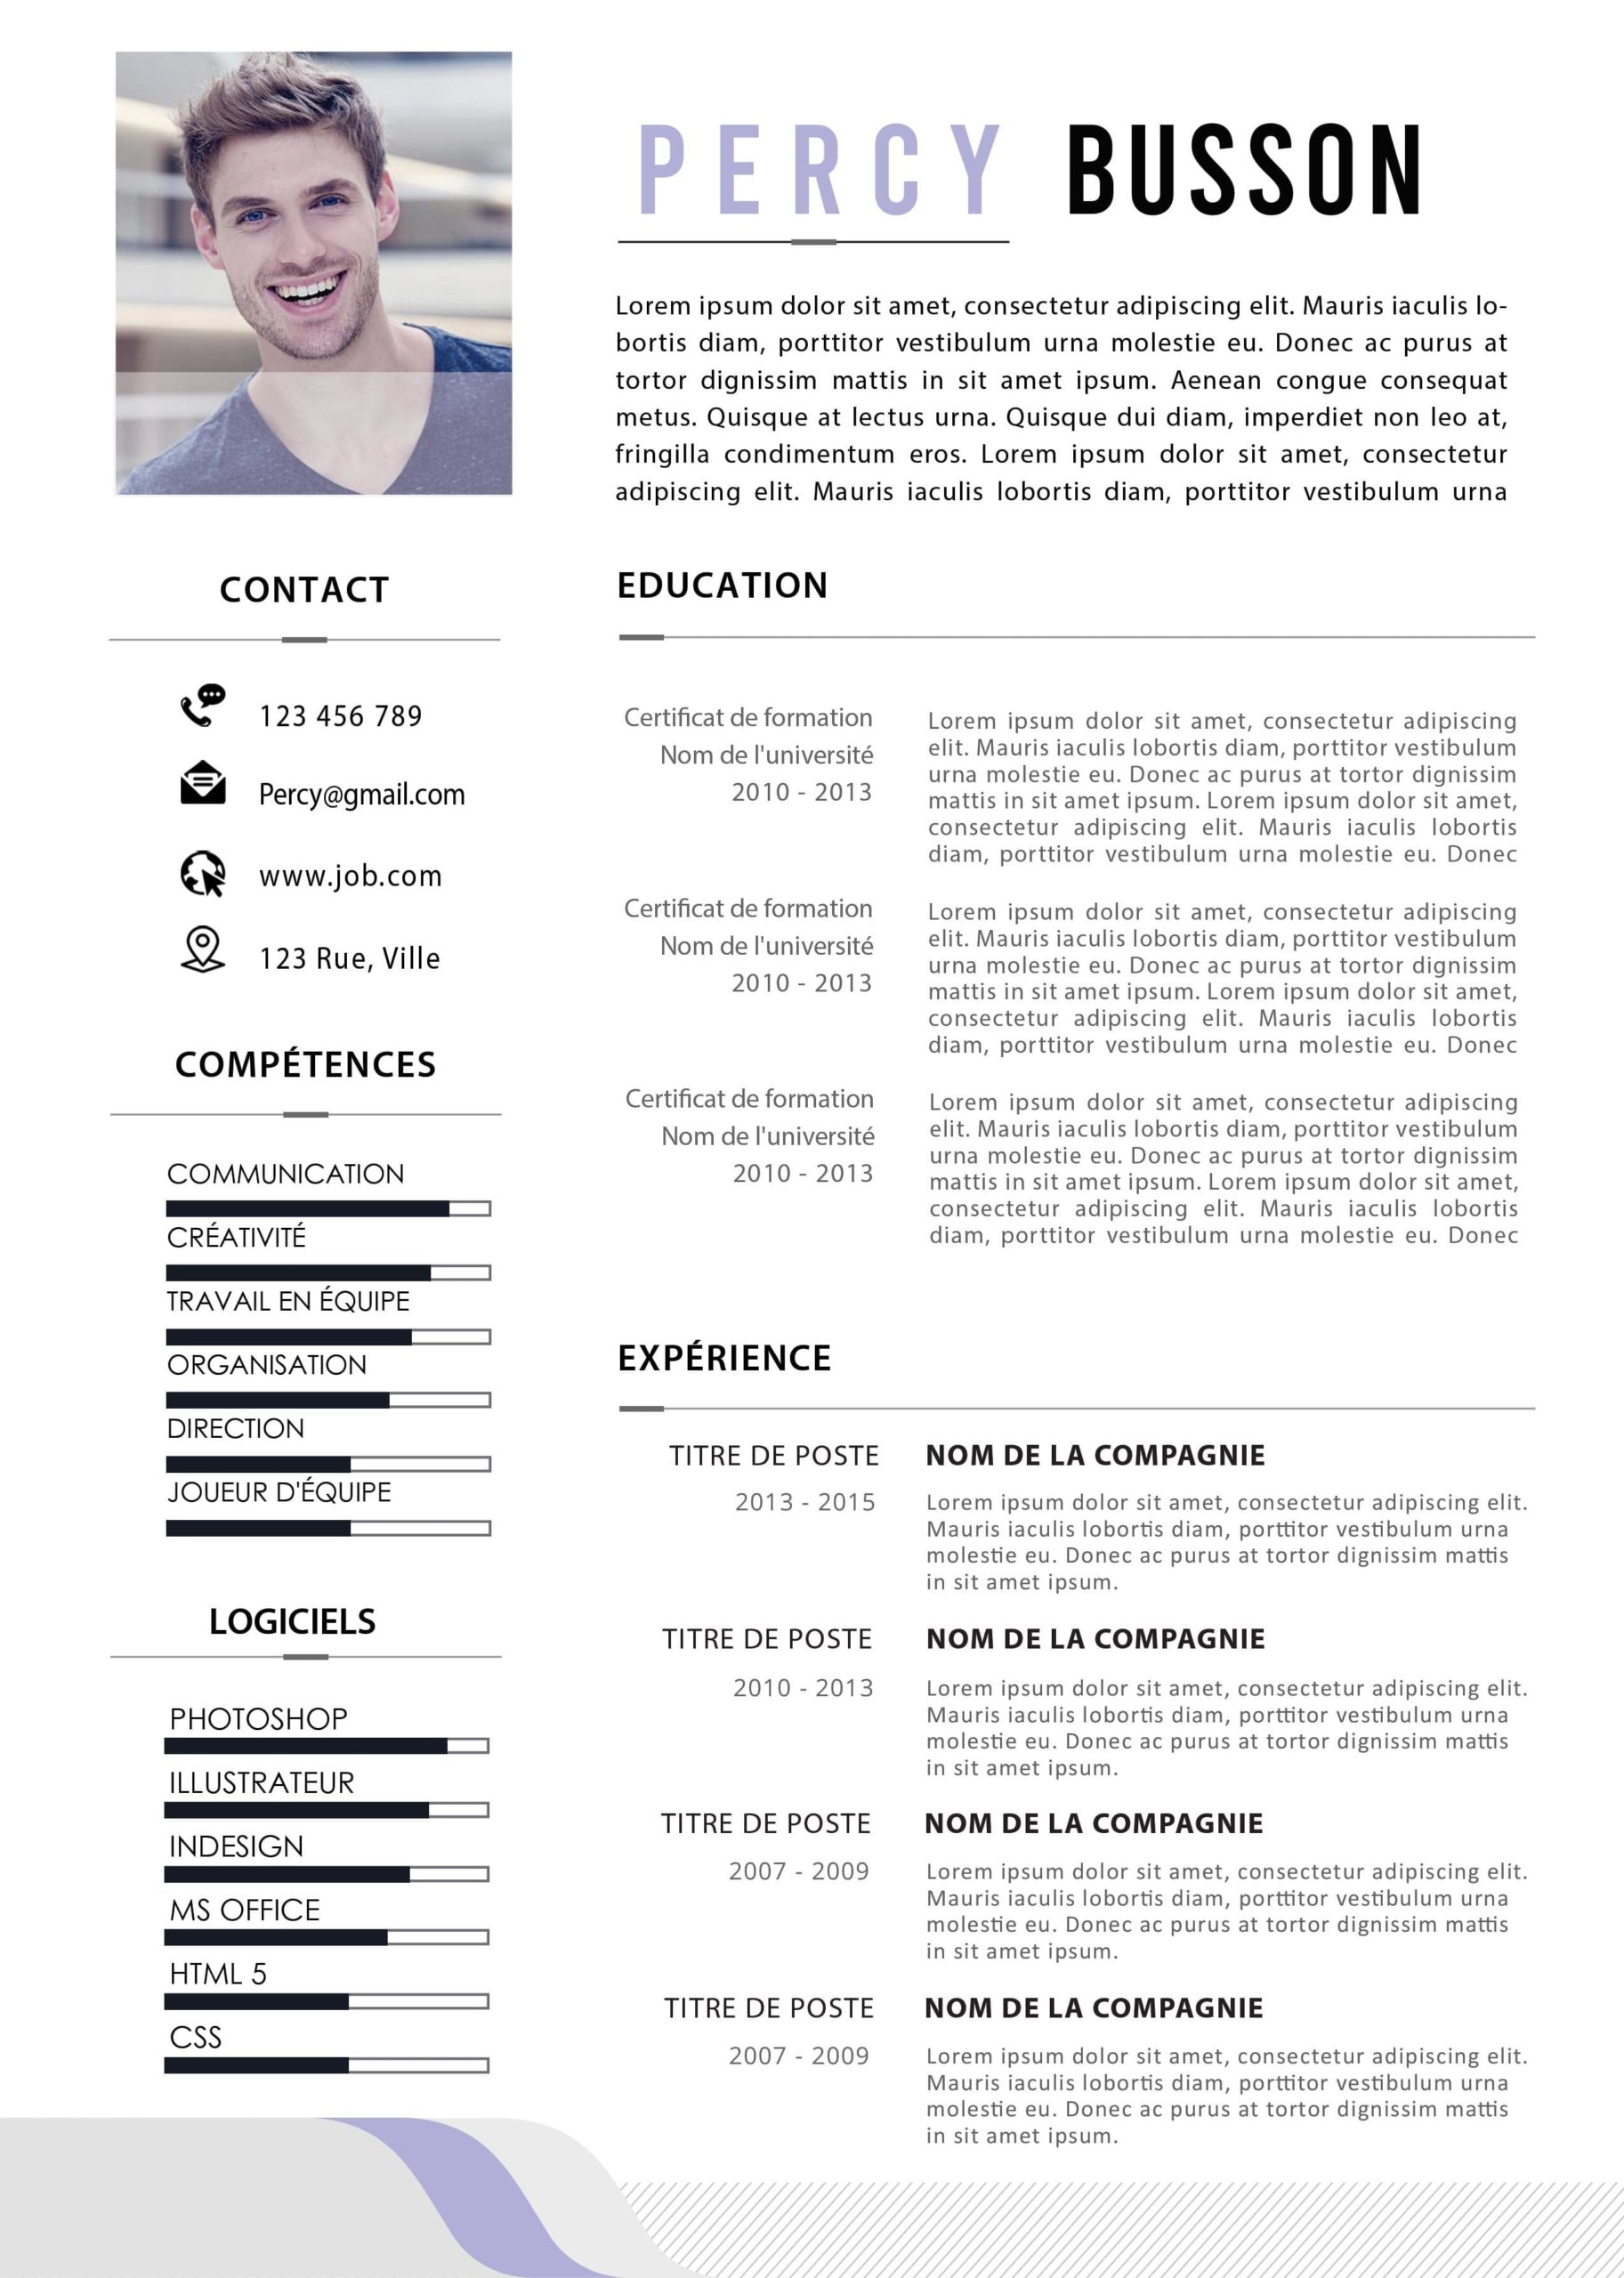 PERCY BUSSON
Lorem ipsum dolor sit amet, consectetur adipiscing elit. Mauris iaculis lo-
bortis diam, porttitor vestibulum urna molestie eu. Donec ac purus at
tortor dignissim mattis in sit amet ipsum. Aenean congue consequat
metus. Quisque at lectus urna. Quisque dui diam, imperdiet non leo at,
fringilla condimentum eros. Lorem ipsum dolor sit amet, consectetur
adipiscing elit. Mauris iaculis lobortis diam, porttitor vestibulum urna
CONTACT
123 456 789
Percy@gmail.com
www.job.com
123 Rue, Ville
COMPÉTENCES
COMMUNICATION
CRÉATIVITÉ
TRAVAIL EN ÉQUIPE
ORGANISATION
DIRECTION
JOUEUR D'ÉQUIPE
LOGICIELS
PHOTOSHOP
ILLUSTRATEUR
INDESIGN
MS OFFICE
HTML 5
CSS
EDUCATION
Certificat de formation
Nom de l'université
2010 - 2013
Lorem ipsum dolor sit amet, consectetur adipiscing
elit. Mauris iaculis lobortis diam, porttitor vestibulum
urna molestie eu. Donec ac purus at tortor dignissim
mattis in sit amet ipsum. Lorem ipsum dolor sit amet,
consectetur adipiscing elit. Mauris iaculis lobortis
diam, porttitor vestibulum urna molestie eu. Donec
Certificat de formation
Nom de l'université
2010 - 2013
Lorem ipsum dolor sit amet, consectetur adipiscing
elit. Mauris iaculis lobortis diam, porttitor vestibulum
urna molestie eu. Donec ac purus at tortor dignissim
mattis in sit amet ipsum. Lorem ipsum dolor sit amet,
consectetur adipiscing elit. Mauris iaculis lobortis
diam, porttitor vestibulum urna molestie eu. Donec
Certificat de formation
Nom de l'université
2010 - 2013
Lorem ipsum dolor sit amet, consectetur adipiscing
elit. Mauris iaculis lobortis diam, porttitor vestibulum
urna molestie eu. Donec ac purus at tortor dignissim
mattis in sit amet ipsum. Lorem ipsum dolor sit amet,
consectetur adipiscing elit. Mauris iaculis lobortis
diam, porttitor vestibulum urna molestie eu. Donec
EXPÉRIENCE
TITRE DE POSTE
2013 - 2015
NOM DE LA COMPAGNIE
Lorem ipsum dolor sit amet, consectetur adipiscing elit.
Mauris iaculis lobortis diam, porttitor vestibulum urna
molestie eu. Donec ac purus at tortor dignissim mattis
in sit amet ipsum.
TITRE DE POSTE
2010 - 2013
NOM DE LA COMPAGNIE
Lorem ipsum dolor sit amet, consectetur adipiscing elit.
Mauris iaculis lobortis diam, porttitor vestibulum urna
molestie eu. Donec ac purus at tortor dignissim mattis
in sit amet ipsum.
TITRE DE POSTE
2007 - 2009
NOM DE LA COMPAGNIE
Lorem ipsum dolor sit amet, consectetur adipiscing elit.
Mauris iaculis lobortis diam, porttitor vestibulum urna
molestie eu. Donec ac purus at tortor dignissim mattis
in sit amet ipsum.
TITRE DE POSTE
2007 - 2009
NOM DE LA COMPAGNIE
Lorem ipsum dolor sit amet, consectetur adipiscing elit.
Mauris iaculis lobortis diam, porttitor vestibulum urna
molestie eu. Donec ac purus at tortor dignissim mattis
in sit amet ipsum.